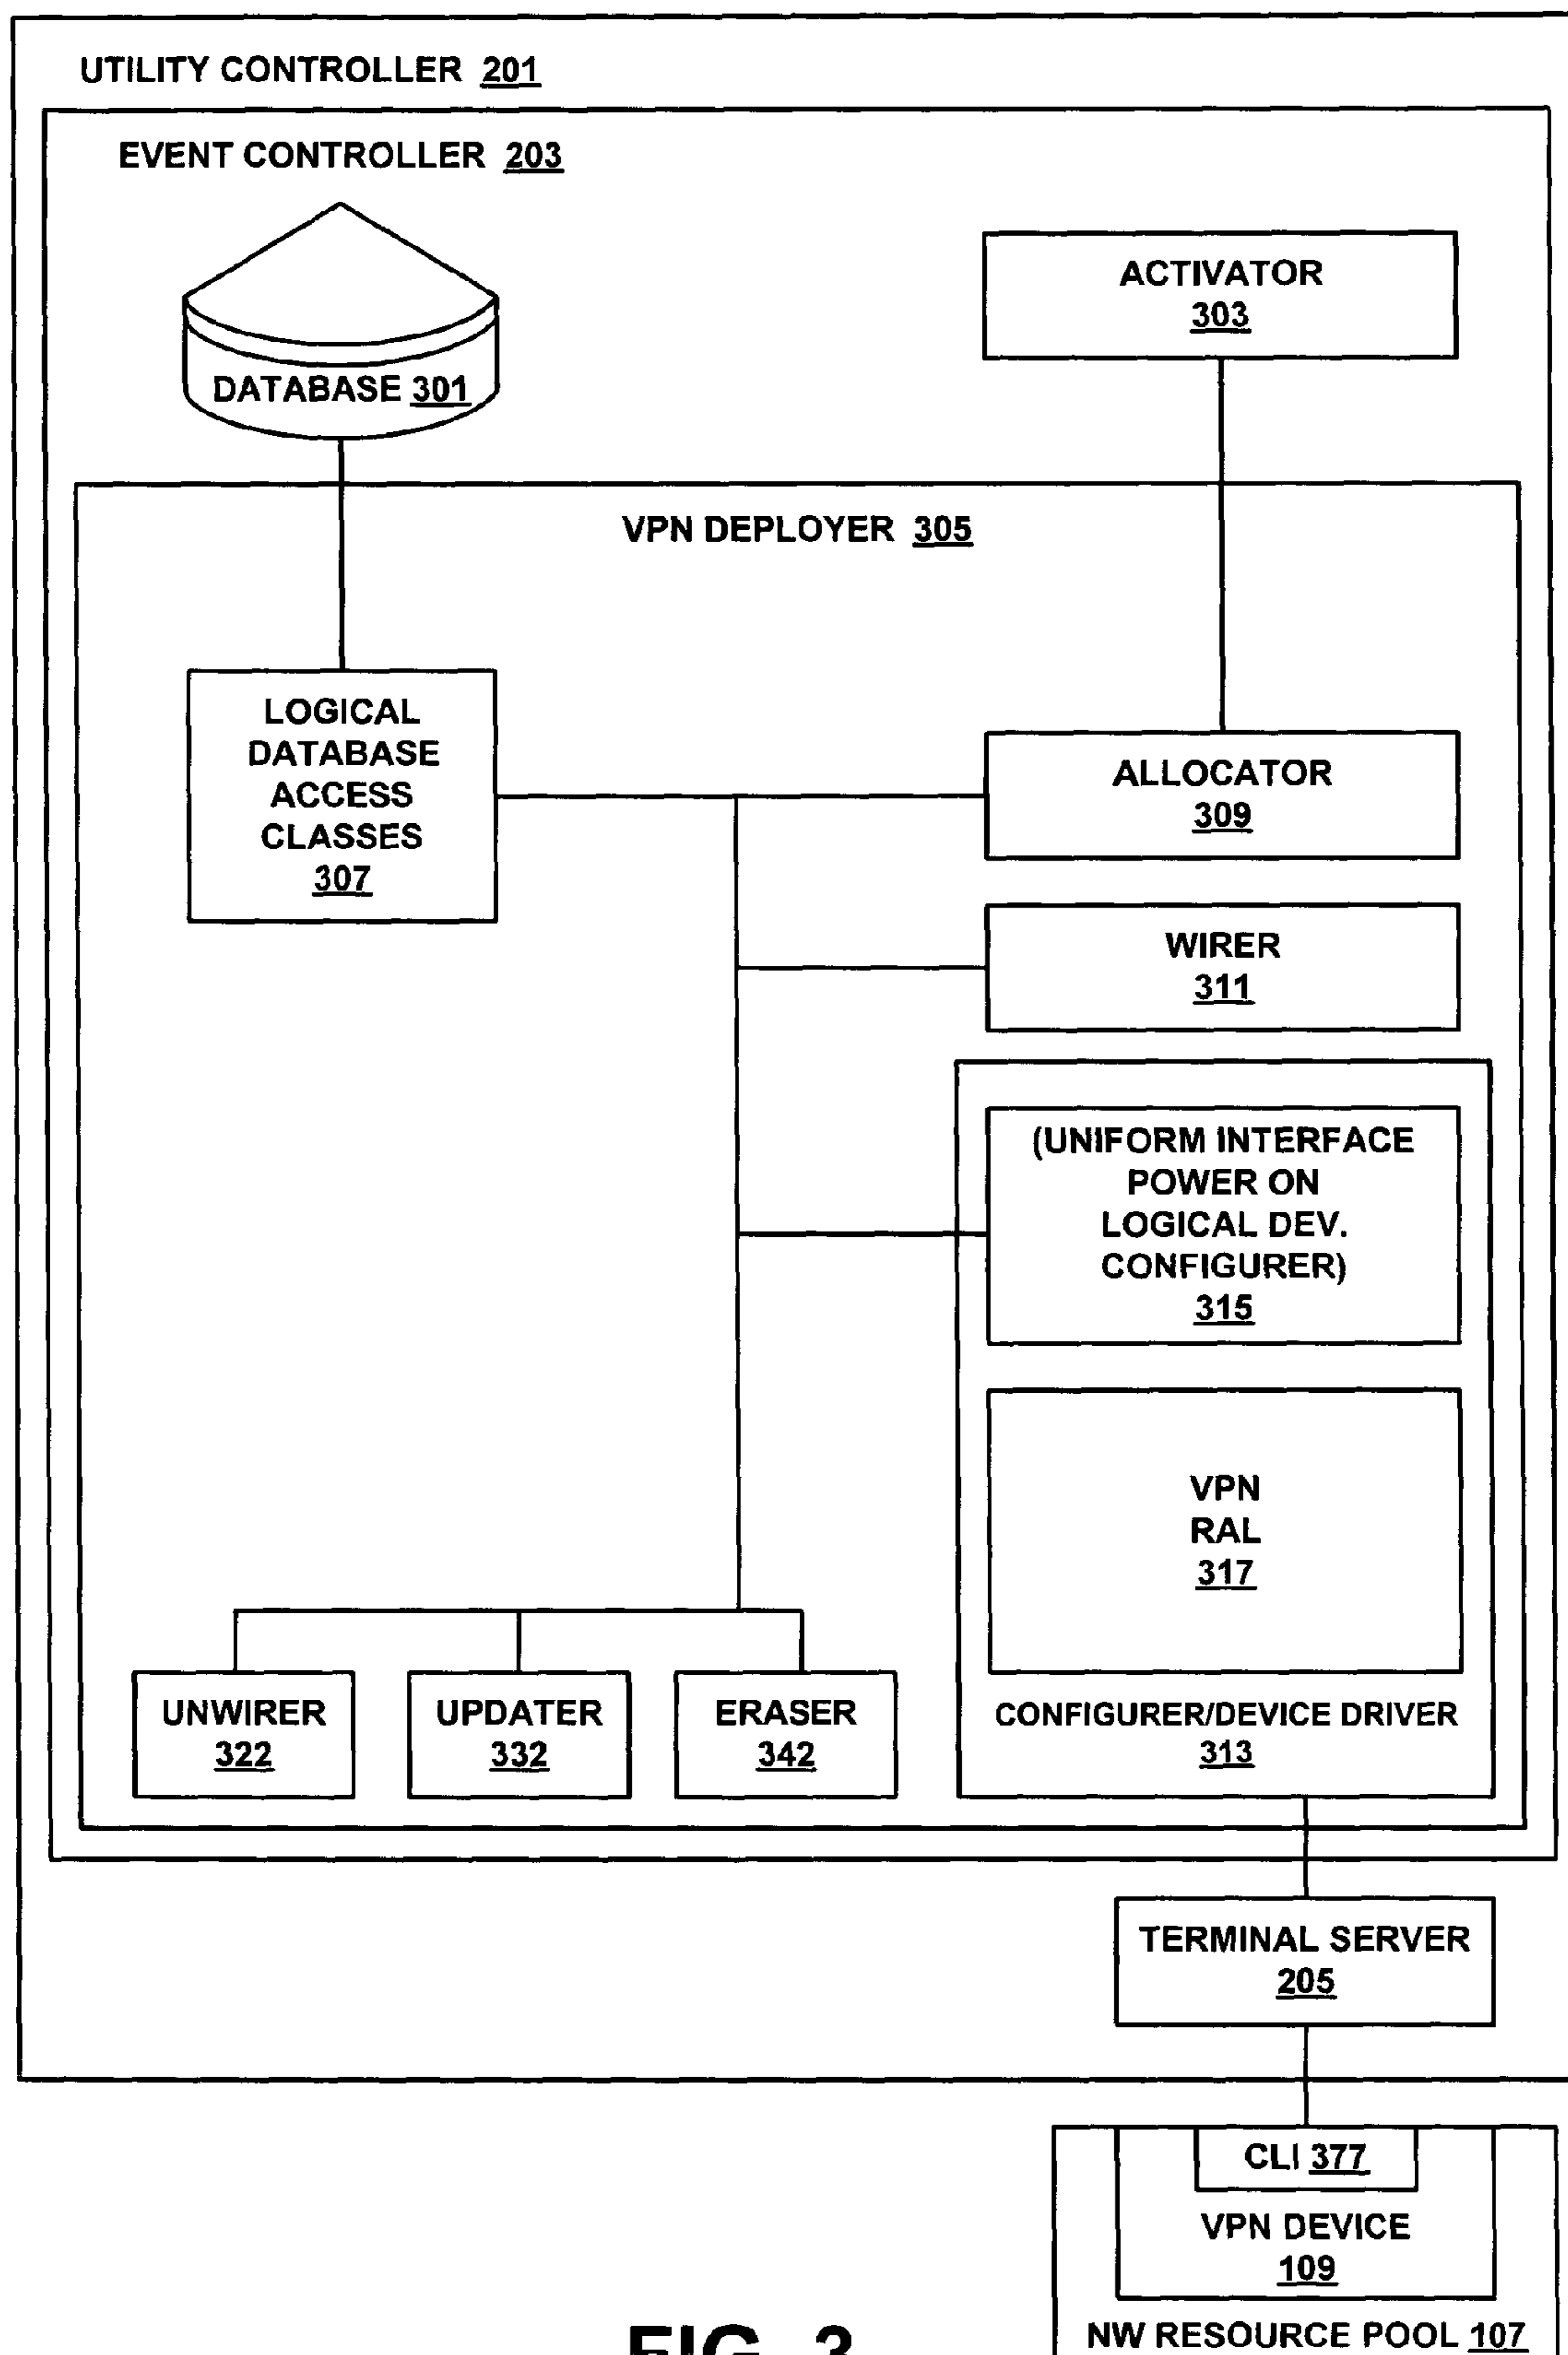 UTILITY CONTROLLER 201
EVENT CONTROLLER 203
DATABASE 301
ACTIVATOR
303
VPN DEPLOYER 305
LOGICAL
DATABASE
ACCESS
CLASSES
307
ALLOCATOR
309
WIRER
311
(UNIFORM INTERFACE
POWER ON
LOGICAL DEV.
CONFIGURER)
315
VPN
RAL
317
CONFIGURER/DEVICE DRIVER
313
UNWIRER
322
UPDATER
332
ERASER
342
TERMINAL SERVER
205
CLI 377
VPN DEVICE
109
NW RESOURCE POOL 107
FIG. 3